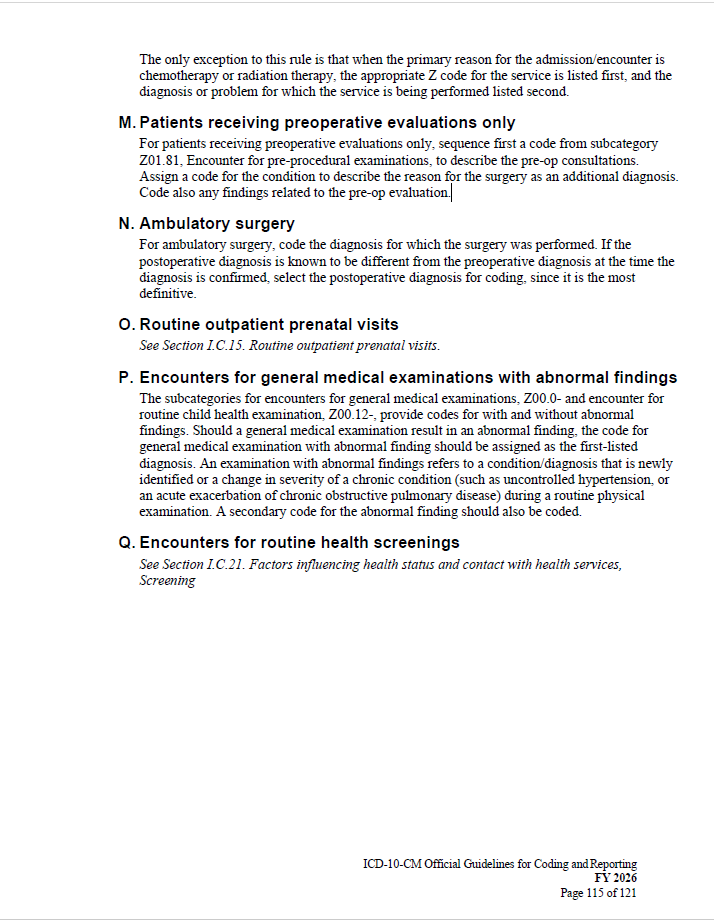 The only exception to this rule is that when the primary reason for the admission/encounter is
chemotherapy or radiation therapy, the appropriate Z code for the service is listed first, and the
diagnosis or problem for which the service is being performed listed second.
M. Patients receiving preoperative evaluations only
For patients receiving preoperative evaluations only, sequence first a code from subcategory
Z01.81, Encounter for pre-procedural examinations, to describe the pre-op consultations.
Assign a code for the condition to describe the reason for the surgery as an additional diagnosis.
Code also any findings related to the pre-op evaluation.
N. Ambulatory surgery
For ambulatory surgery, code the diagnosis for which the surgery was performed. If the
postoperative diagnosis is known to be different from the preoperative diagnosis at the time the
diagnosis is confirmed, select the postoperative diagnosis for coding, since it is the most
definitive.
O. Routine outpatient prenatal visits
See Section I.C.15. Routine outpatient prenatal visits.
P. Encounters for general medical examinations with abnormal findings
The subcategories for encounters for general medical examinations, Z00.0- and encounter for
routine child health examination, Z00.12-, provide codes for with and without abnormal
findings. Should a general medical examination result in an abnormal finding, the code for
general medical examination with abnormal finding should be assigned as the first-listed
diagnosis. An examination with abnormal findings refers to a condition/diagnosis that is newly
identified or a change in severity of a chronic condition (such as uncontrolled hypertension, or
an acute exacerbation of chronic obstructive pulmonary disease) during a routine physical
examination. A secondary code for the abnormal finding should also be coded.
Q. Encounters for routine health screenings
See Section I.C.21. Factors influencing health status and contact with health services,
Screening
ICD-10-CM Official Guidelines for Coding and Reporting
FY 2026
Page 115 of 121